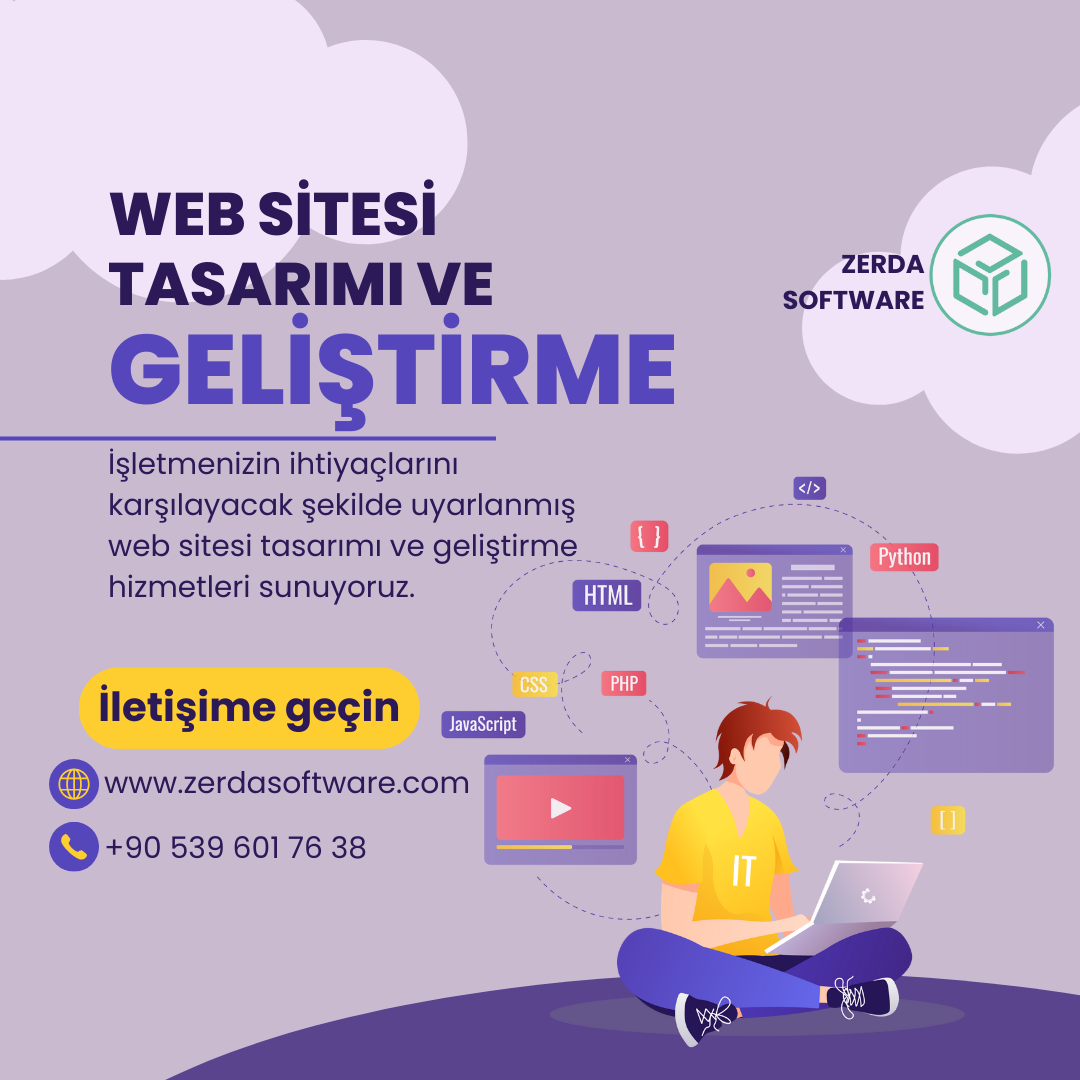 WEB SİTESİ
TASARIMI VE
GELİŞTİRME
ZERDA
SOFTWARE
İşletmenizin ihtiyaçlarını
karşılayacak şekilde uyarlanmış
web sitesi tasarımı ve geliştirme
hizmetleri sunuyoruz.
</>
{ }
Python
HTML
CSS
PHP
JavaScript
İletişime geçin
www.zerdasoftware.com
+90 539 601 76 38
[ ]
IT